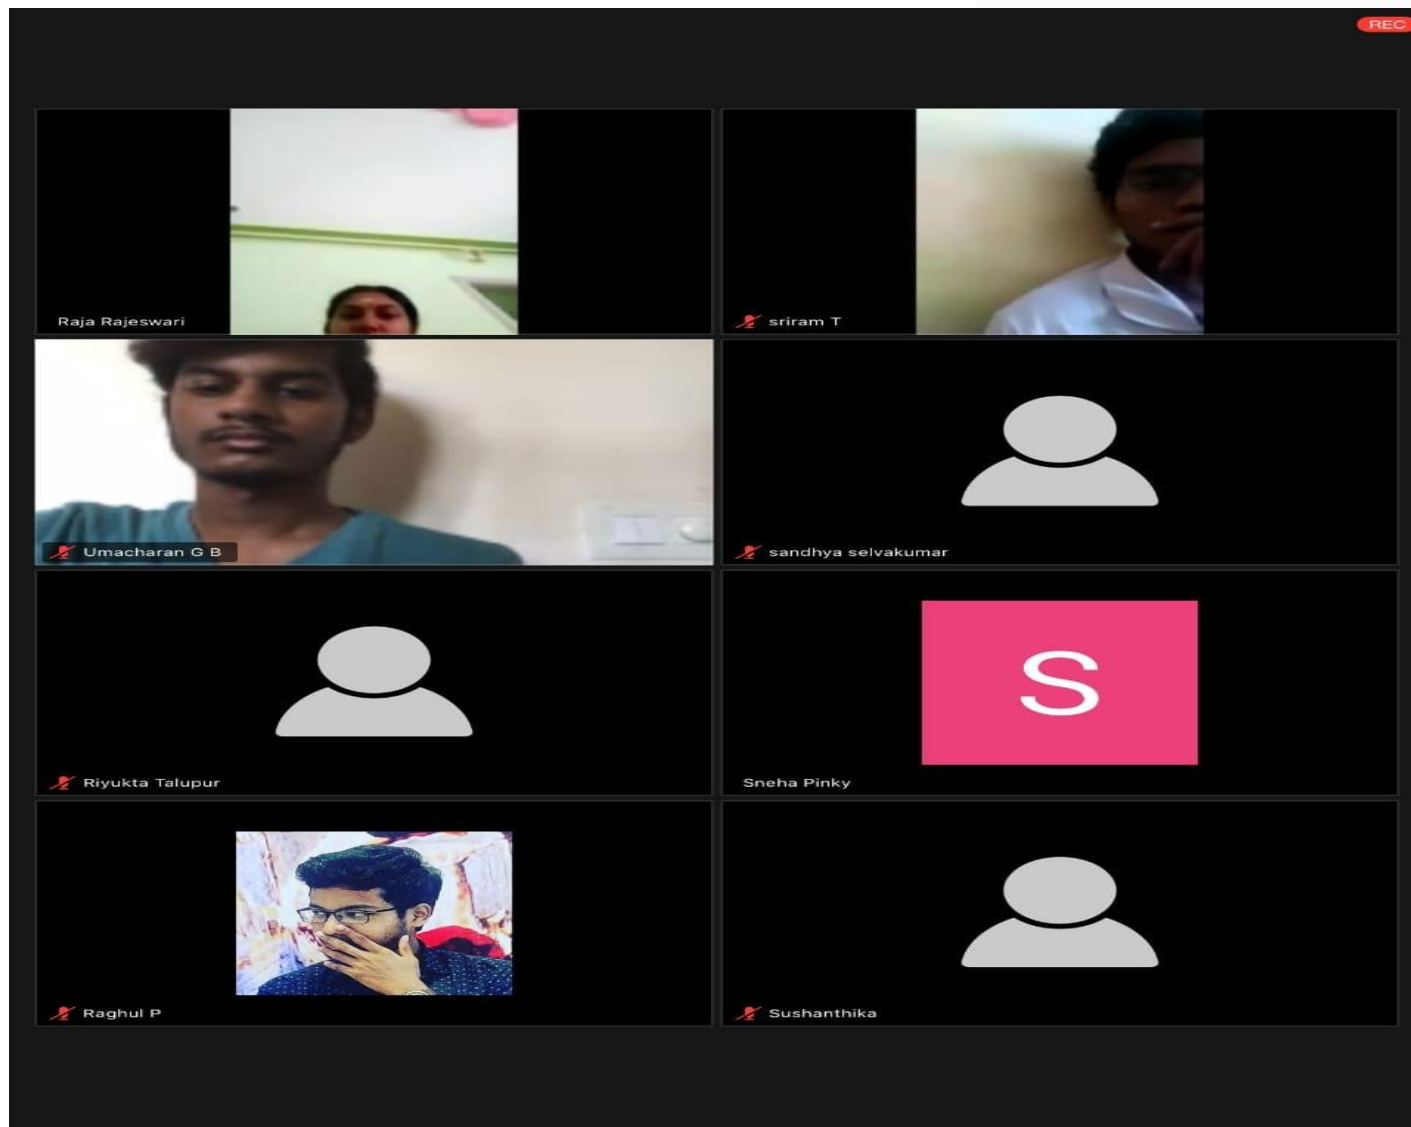 REC
Raja Rajeswari
sriram T
Umacharan G B
sandhya selvakumar
Riyukta Talupur
S
Sneha Pinky
Raghul P
Sushanthika